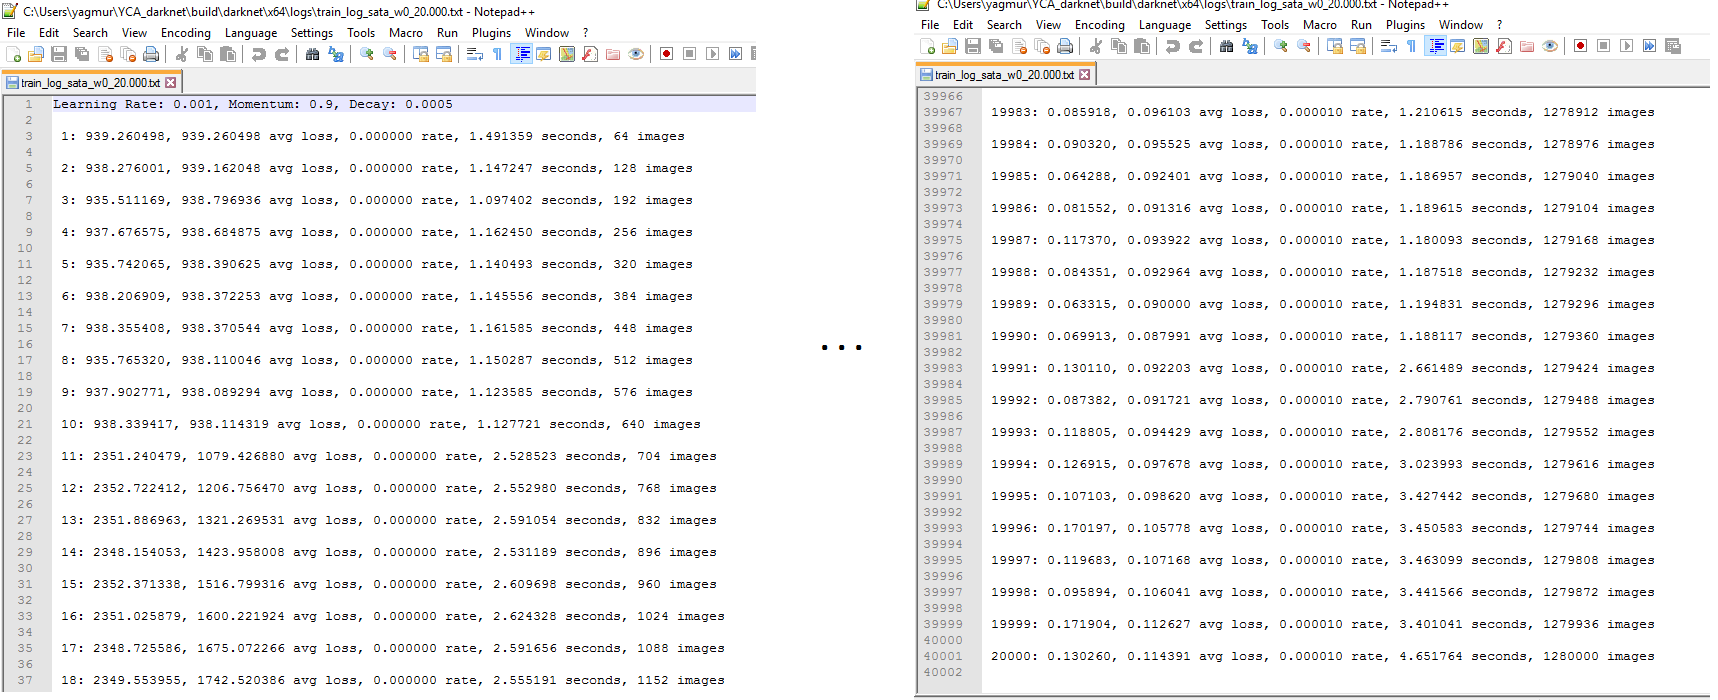 C:\Users\yagmur\YCA_darknet\build\darknet\x64\logs\train_log_sata_w0_20.000.txt - Notepad++
File Edit Search View Encoding Language Settings Tools Macro Run Plugins Window ?
train_log_sata_w0_20.000.txt
1 Learning Rate: 0.001, Momentum: 0.9, Decay: 0.0005
2
3 1: 939.260498, 939.260498 avg loss, 0.000000 rate, 1.491359 seconds, 64 images
4
5 2: 938.276001, 939.162048 avg loss, 0.000000 rate, 1.147247 seconds, 128 images
6
7 3: 935.511169, 938.796936 avg loss, 0.000000 rate, 1.097402 seconds, 192 images
8
9 4: 937.676575, 938.684875 avg loss, 0.000000 rate, 1.162450 seconds, 256 images
10
11 5: 935.742065, 938.390625 avg loss, 0.000000 rate, 1.140493 seconds, 320 images
12
13 6: 938.206909, 938.372253 avg loss, 0.000000 rate, 1.145556 seconds, 384 images
14
15 7: 938.355408, 938.370544 avg loss, 0.000000 rate, 1.161585 seconds, 448 images
16
17 8: 935.765320, 938.110046 avg loss, 0.000000 rate, 1.150287 seconds, 512 images
18
19 9: 937.902771, 938.089294 avg loss, 0.000000 rate, 1.123585 seconds, 576 images
20
21 10: 938.339417, 938.114319 avg loss, 0.000000 rate, 1.127721 seconds, 640 images
22
23 11: 2351.240479, 1079.426880 avg loss, 0.000000 rate, 2.528523 seconds, 704 images
24
25 12: 2352.722412, 1206.756470 avg loss, 0.000000 rate, 2.552980 seconds, 768 images
26
27 13: 2351.886963, 1321.269531 avg loss, 0.000000 rate, 2.591054 seconds, 832 images
28
29 14: 2348.154053, 1423.958008 avg loss, 0.000000 rate, 2.531189 seconds, 896 images
30
31 15: 2352.371338, 1516.799316 avg loss, 0.000000 rate, 2.609698 seconds, 960 images
32
33 16: 2351.025879, 1600.221924 avg loss, 0.000000 rate, 2.624328 seconds, 1024 images
34
35 17: 2348.725586, 1675.072266 avg loss, 0.000000 rate, 2.591656 seconds, 1088 images
36
37 18: 2349.553955, 1742.520386 avg loss, 0.000000 rate, 2.555191 seconds, 1152 images
...
C:\Users\yagmur\YCA_darknet\build\darknet\x64\logs\train_log_sata_w0_20.000.txt - Notepad++
File Edit Search View Encoding Language Settings Tools Macro Run Plugins Window ?
train_log_sata_w0_20.000.txt
39966
39967 19983: 0.085918, 0.096103 avg loss, 0.000010 rate, 1.210615 seconds, 1278912 images
39968
39969 19984: 0.090320, 0.095525 avg loss, 0.000010 rate, 1.188786 seconds, 1278976 images
39970
39971 19985: 0.064288, 0.092401 avg loss, 0.000010 rate, 1.186957 seconds, 1279040 images
39972
39973 19986: 0.081552, 0.091316 avg loss, 0.000010 rate, 1.189615 seconds, 1279104 images
39974
39975 19987: 0.117370, 0.093922 avg loss, 0.000010 rate, 1.180093 seconds, 1279168 images
39976
39977 19988: 0.084351, 0.092964 avg loss, 0.000010 rate, 1.187518 seconds, 1279232 images
39978
39979 19989: 0.063315, 0.090000 avg loss, 0.000010 rate, 1.194831 seconds, 1279296 images
39980
39981 19990: 0.069913, 0.087991 avg loss, 0.000010 rate, 1.188117 seconds, 1279360 images
39982
39983 19991: 0.130110, 0.092203 avg loss, 0.000010 rate, 2.661489 seconds, 1279424 images
39984
39985 19992: 0.087382, 0.091721 avg loss, 0.000010 rate, 2.790761 seconds, 1279488 images
39986
39987 19993: 0.118805, 0.094429 avg loss, 0.000010 rate, 2.808176 seconds, 1279552 images
39988
39989 19994: 0.126915, 0.097678 avg loss, 0.000010 rate, 3.023993 seconds, 1279616 images
39990
39991 19995: 0.107103, 0.098620 avg loss, 0.000010 rate, 3.427442 seconds, 1279680 images
39992
39993 19996: 0.170197, 0.105778 avg loss, 0.000010 rate, 3.450583 seconds, 1279744 images
39994
39995 19997: 0.119683, 0.107168 avg loss, 0.000010 rate, 3.463099 seconds, 1279808 images
39996
39997 19998: 0.095894, 0.106041 avg loss, 0.000010 rate, 3.441566 seconds, 1279872 images
39998
39999 19999: 0.171904, 0.112627 avg loss, 0.000010 rate, 3.401041 seconds, 1279936 images
40000
40001 20000: 0.130260, 0.114391 avg loss, 0.000010 rate, 4.651764 seconds, 1280000 images
40002